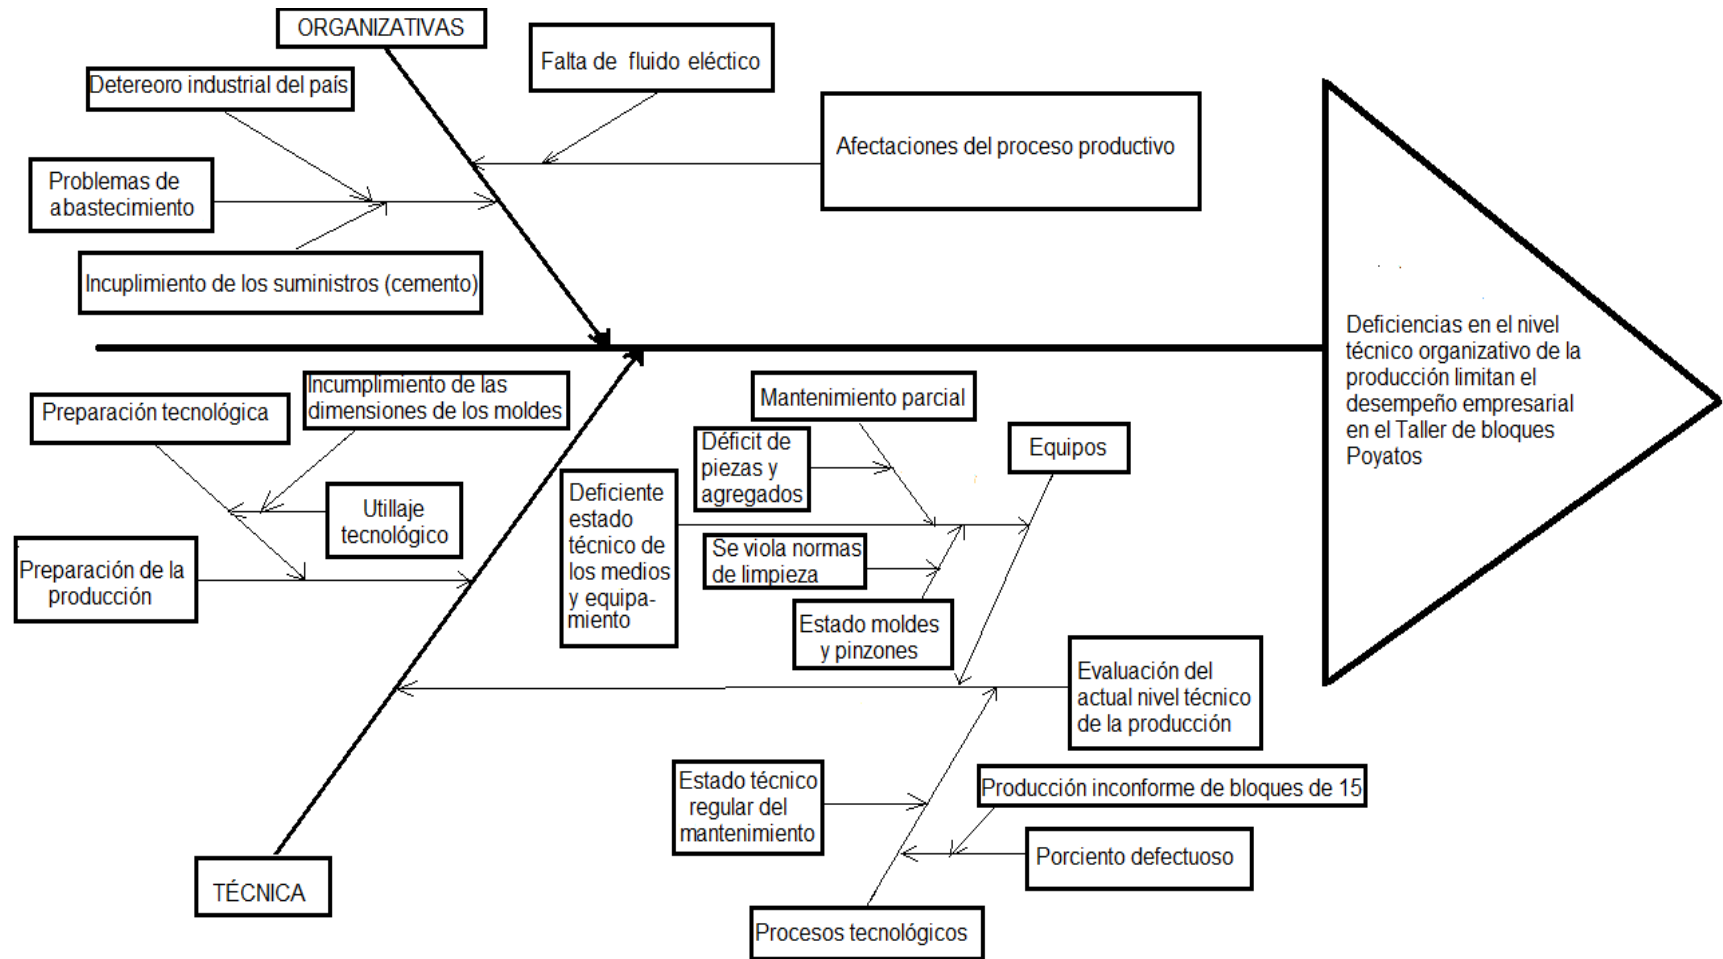 ORGANIZATIVAS
Falta de fluido eléctico
Detereoro industrial del país
Afectaciones del proceso productivo
Problemas de
abastecimiento
Incuplimiento de los suministros (cemento)
Deficiencias en el nivel
técnico organizativo de la
producción limitan el
desempeño empresarial
en el Taller de bloques
Poyatos
Preparación tecnológica
Incumplimiento de las
dimensiones de los moldes
Utillaje
tecnológico
Preparación de la
producción
Mantenimiento parcial
Déficit de
piezas y
agregados
Equipos
Deficiente
estado
técnico de
los medios
y equipa-
miento
Se viola normas
de limpieza
Estado moldes
y pinzones
Evaluación del
actual nivel técnico
de la producción
Estado técnico
regular del
mantenimiento
Producción inconforme de bloques de 15
Porciento defectuoso
TÉCNICA
Procesos tecnológicos